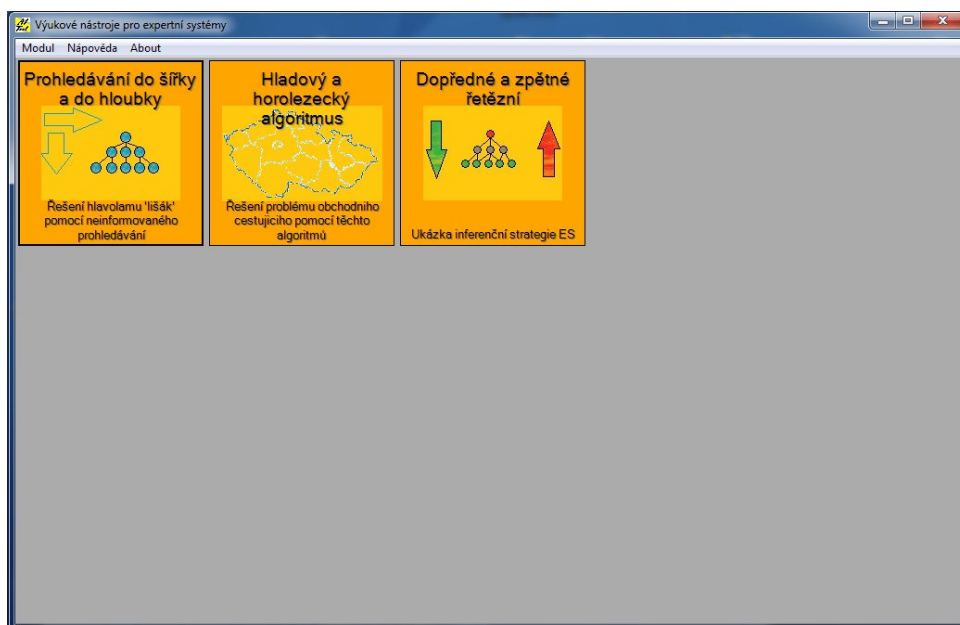 Výukové nástroje pro expertní systémy
Modul Nápověda About
Prohledávání do šířky
a do hloubky
Řešení hlavolamu 'lišák'
pomocí neinformovaného
prohledávání
Hladový a
horolezecký
algoritmus
Řešení problému obchodního
cestujícího pomocí těchto
algoritmů
Dopředné a zpětné
řetězní
Ukázka inferenční strategie ES